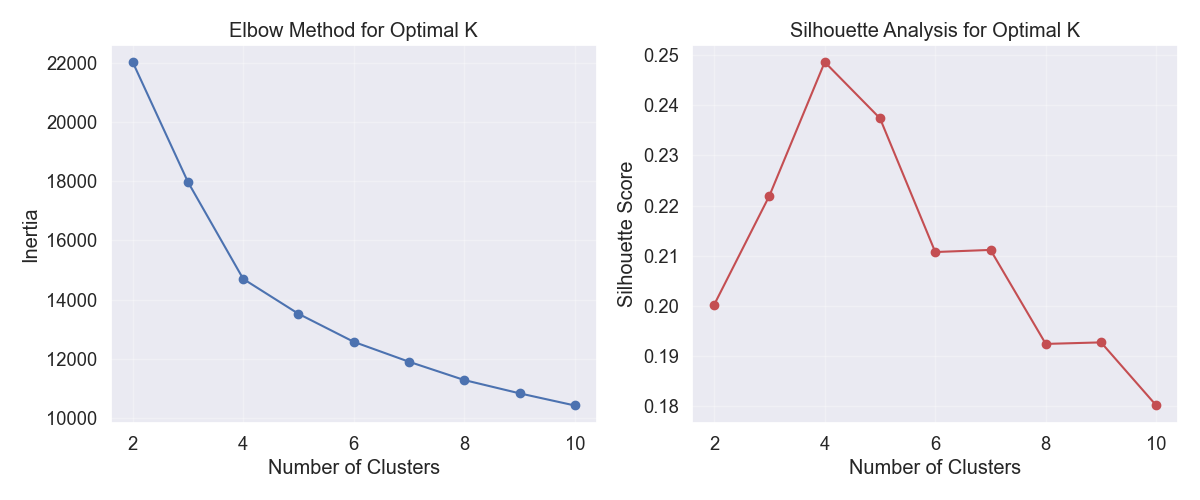 Elbow Method for Optimal K
22000
20000
18000
16000
14000
12000
10000
Inertia
2 4 6 8 10
Number of Clusters
Silhouette Analysis for Optimal K
0.25
0.24
0.23
0.22
0.21
0.20
0.19
0.18
Silhouette Score
2 4 6 8 10
Number of Clusters